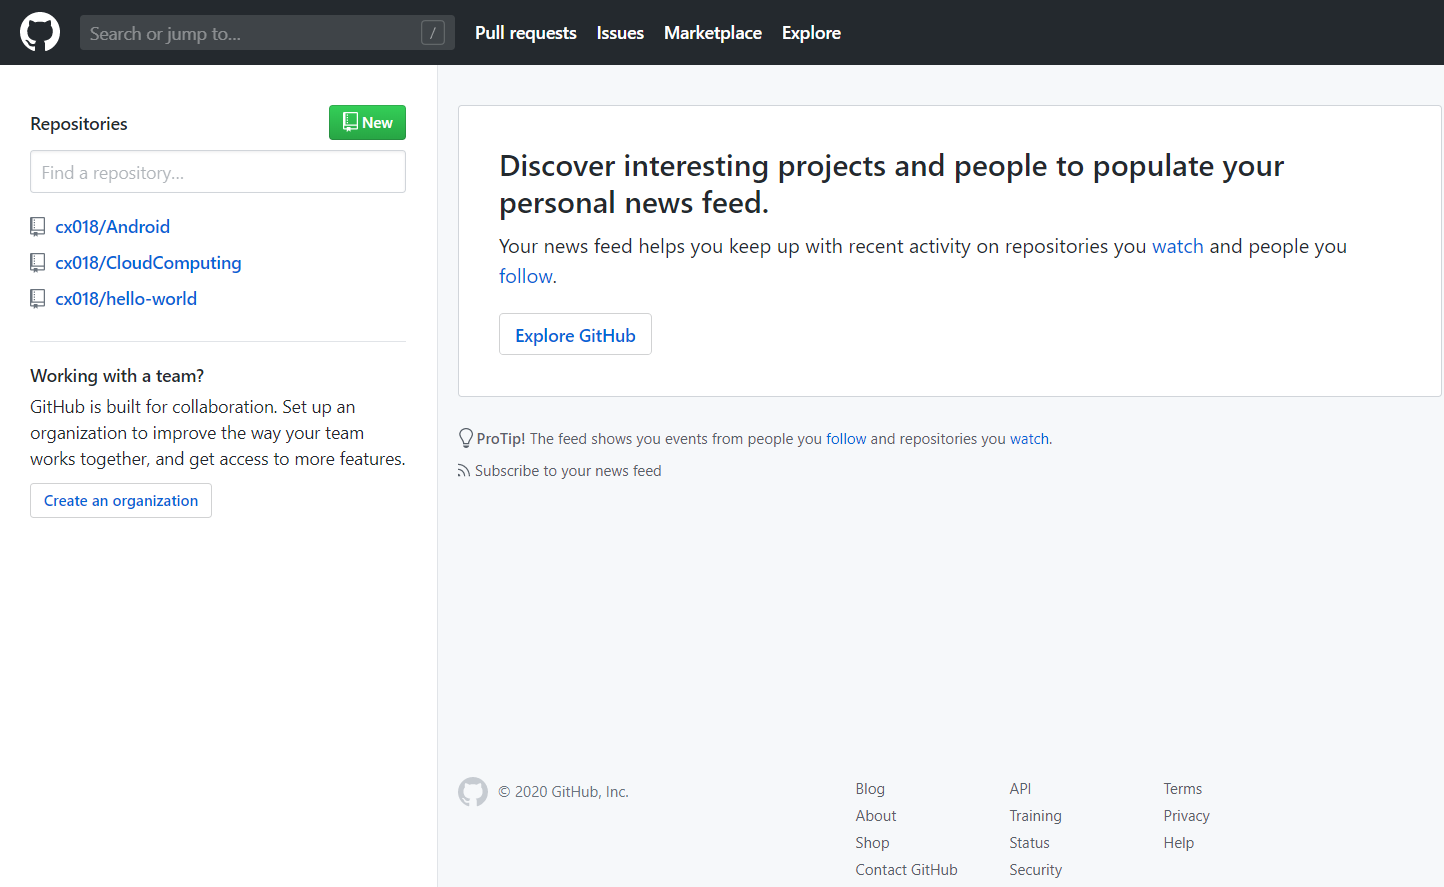 Search or jump to... /
Pull requests Issues Marketplace Explore
Repositories
New
Find a repository...
cx018/Android
cx018/CloudComputing
cx018/hello-world
Working with a team?
GitHub is built for collaboration. Set up an
organization to improve the way your team
works together, and get access to more features.
Create an organization
Discover interesting projects and people to populate your
personal news feed.
Your news feed helps you keep up with recent activity on repositories you watch and people you
follow.
Explore GitHub
ProTip! The feed shows you events from people you follow and repositories you watch.
Subscribe to your news feed
© 2020 GitHub, Inc.
Blog
About
Shop
Contact GitHub
API
Training
Status
Security
Terms
Privacy
Help